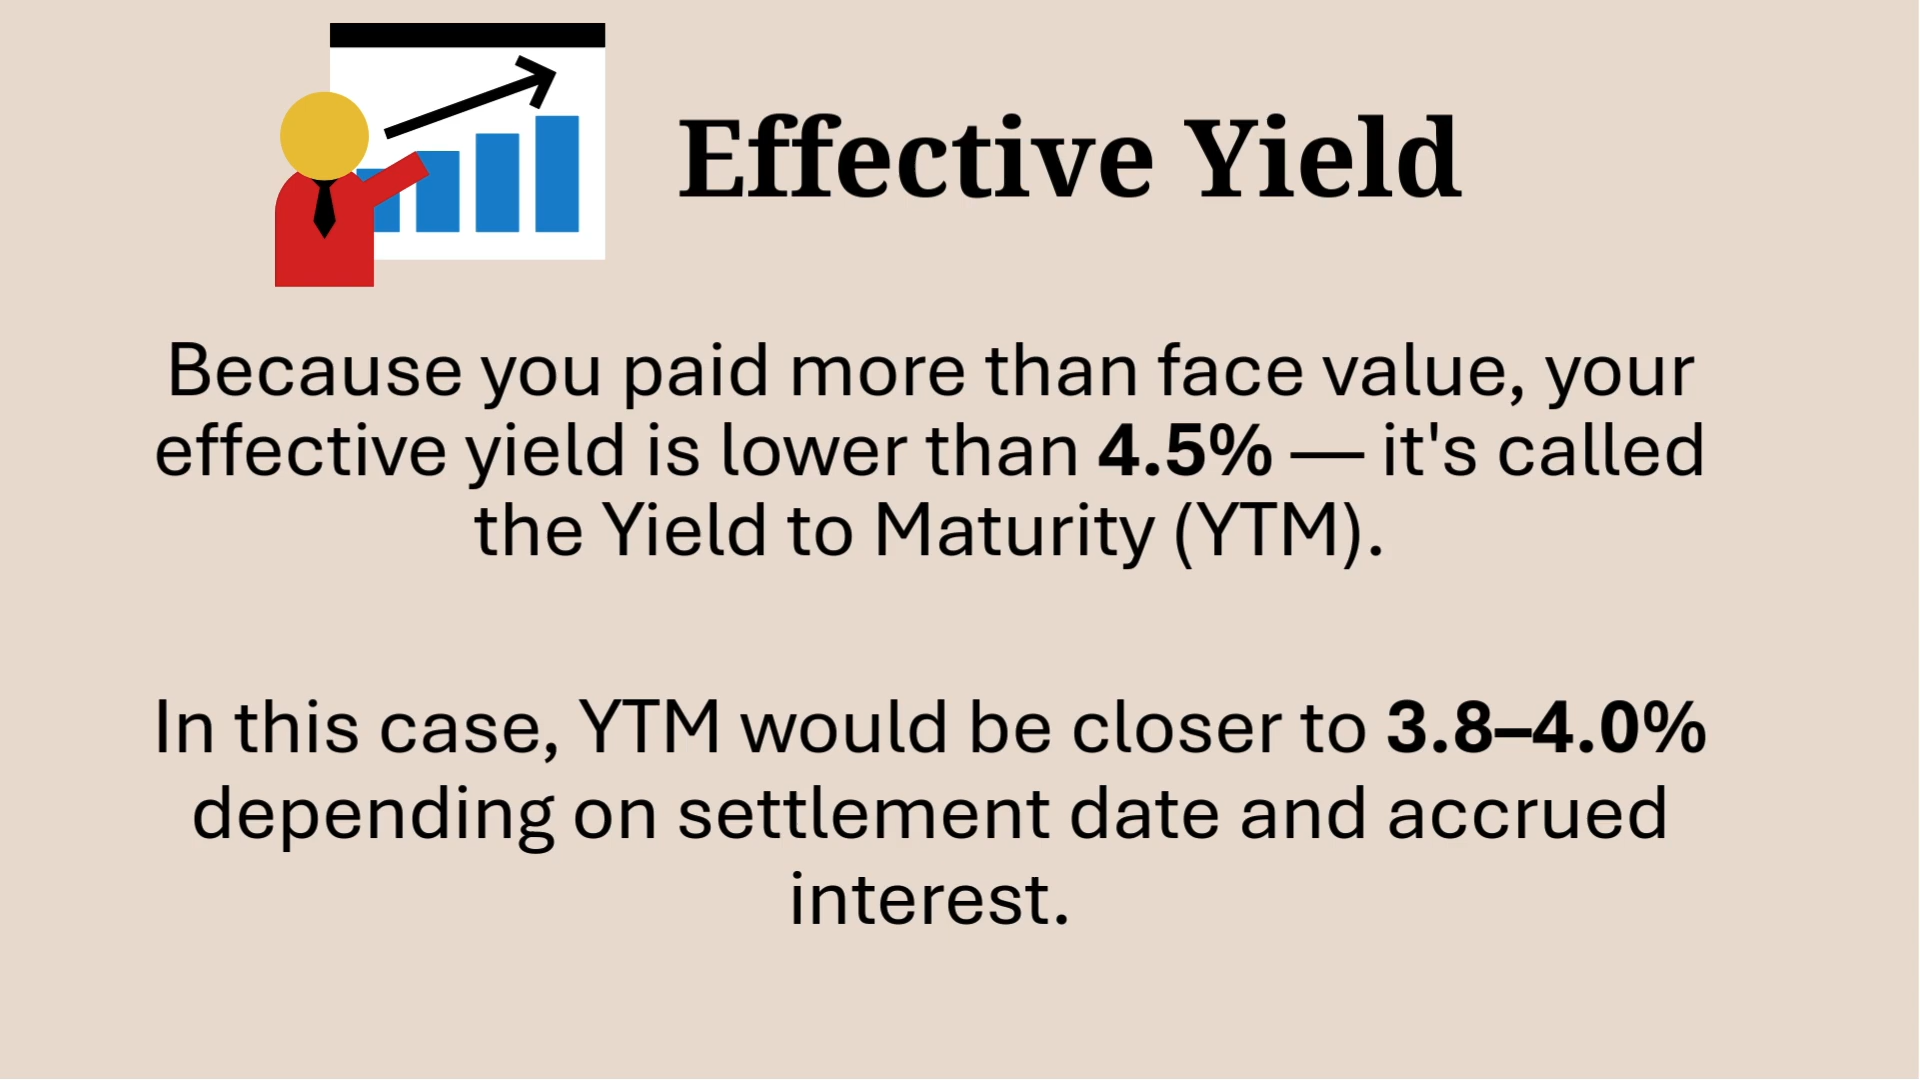 Effective Yield
Because you paid more than face value, your
effective yield is lower than 4.5% — it's called
the Yield to Maturity (YTM).
In this case, YTM would be closer to 3.8–4.0%
depending on settlement date and accrued
interest.